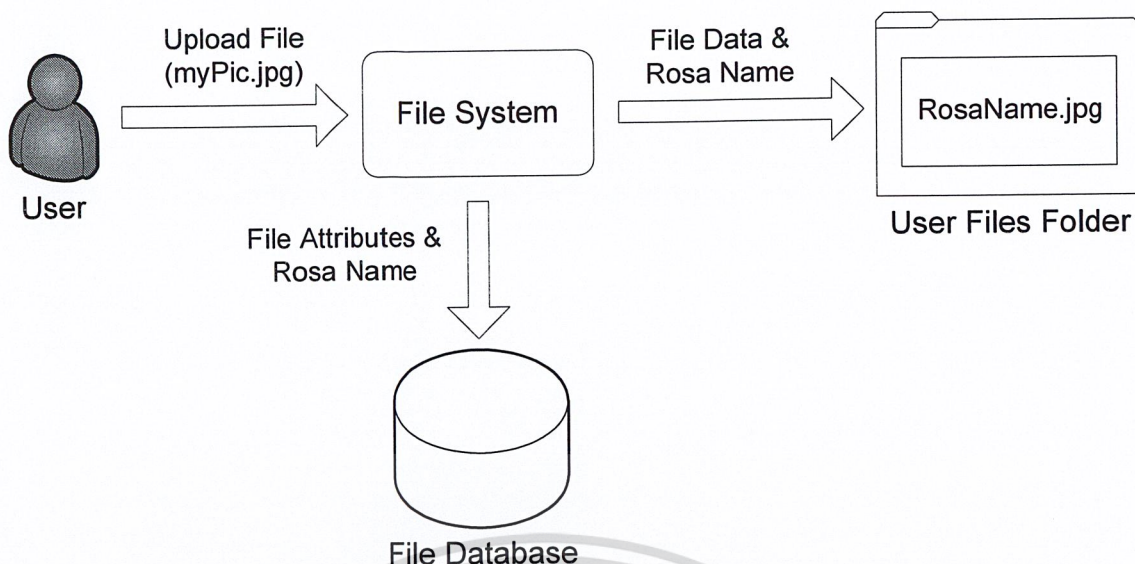 Upload File
(myPic.jpg)
File Data &
Rosa Name
File System
RosaName.jpg
User
User Files Folder
File Attributes &
Rosa Name
File Database